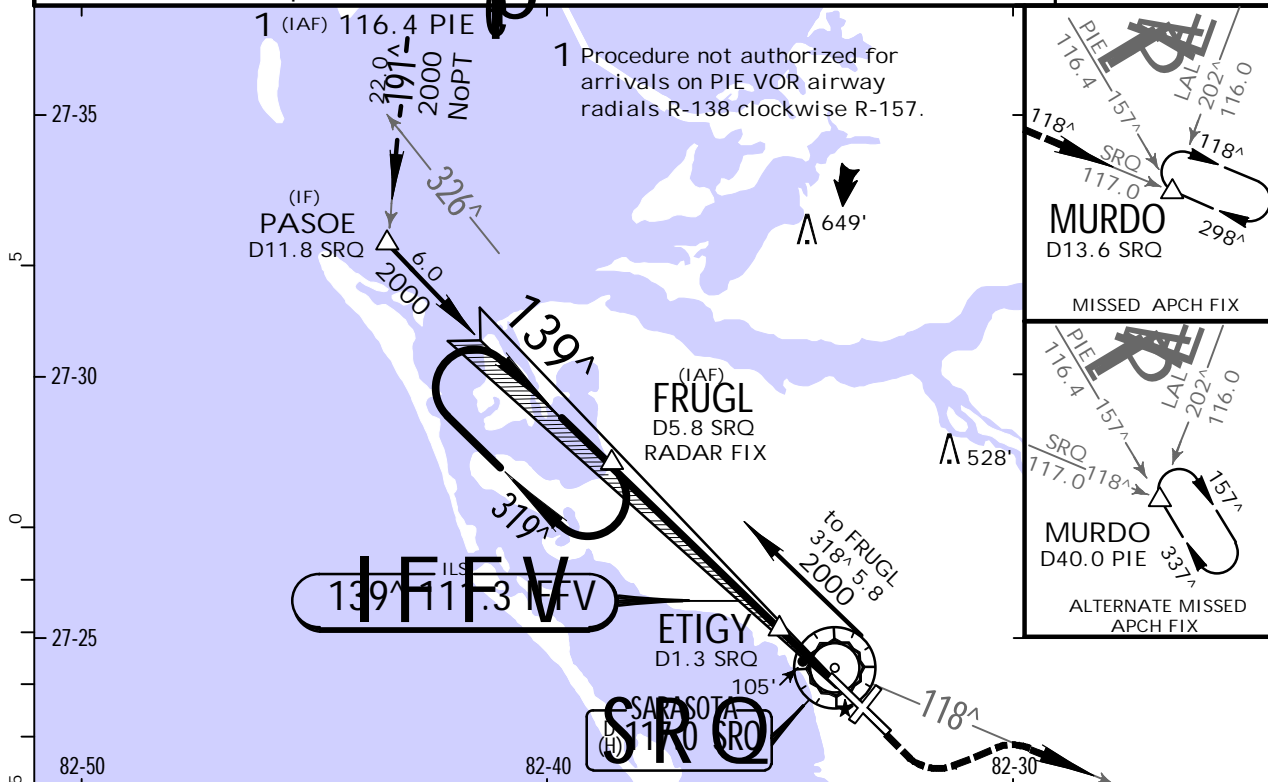 1 (IAF) 116.4 PIE
22.0
191^
2000
NoPT
1 Procedure not authorized for
arrivals on PIE VOR airway
radials R-138 clockwise R-157.
27-35
326^
(IF)
PASOE
D11.8 SRQ
6.0
2000
649'
5
139^
27-30
(IAF)
FRUGL
D5.8 SRQ
RADAR FIX
528'
319^
0
to FRUGL
318^ 5.8
2000
ILS
139^ 111.3 IFFV
IFFV
27-25
ETIGY
D1.3 SRQ
105'
SARASOTA
D
(H)
117.0 SRQ
SRQ
118^
5
82-50
82-40
82-30
PIE
116.4
157^
LAL
202^
116.0
118^
SRQ
117.0
118^
298^
MURDO
D13.6 SRQ
MISSED APCH FIX
PIE
116.4
157^
LAL
202^
116.0
SRQ
117.0
118^
157^
337^
MURDO
D40.0 PIE
ALTERNATE MISSED
APCH FIX